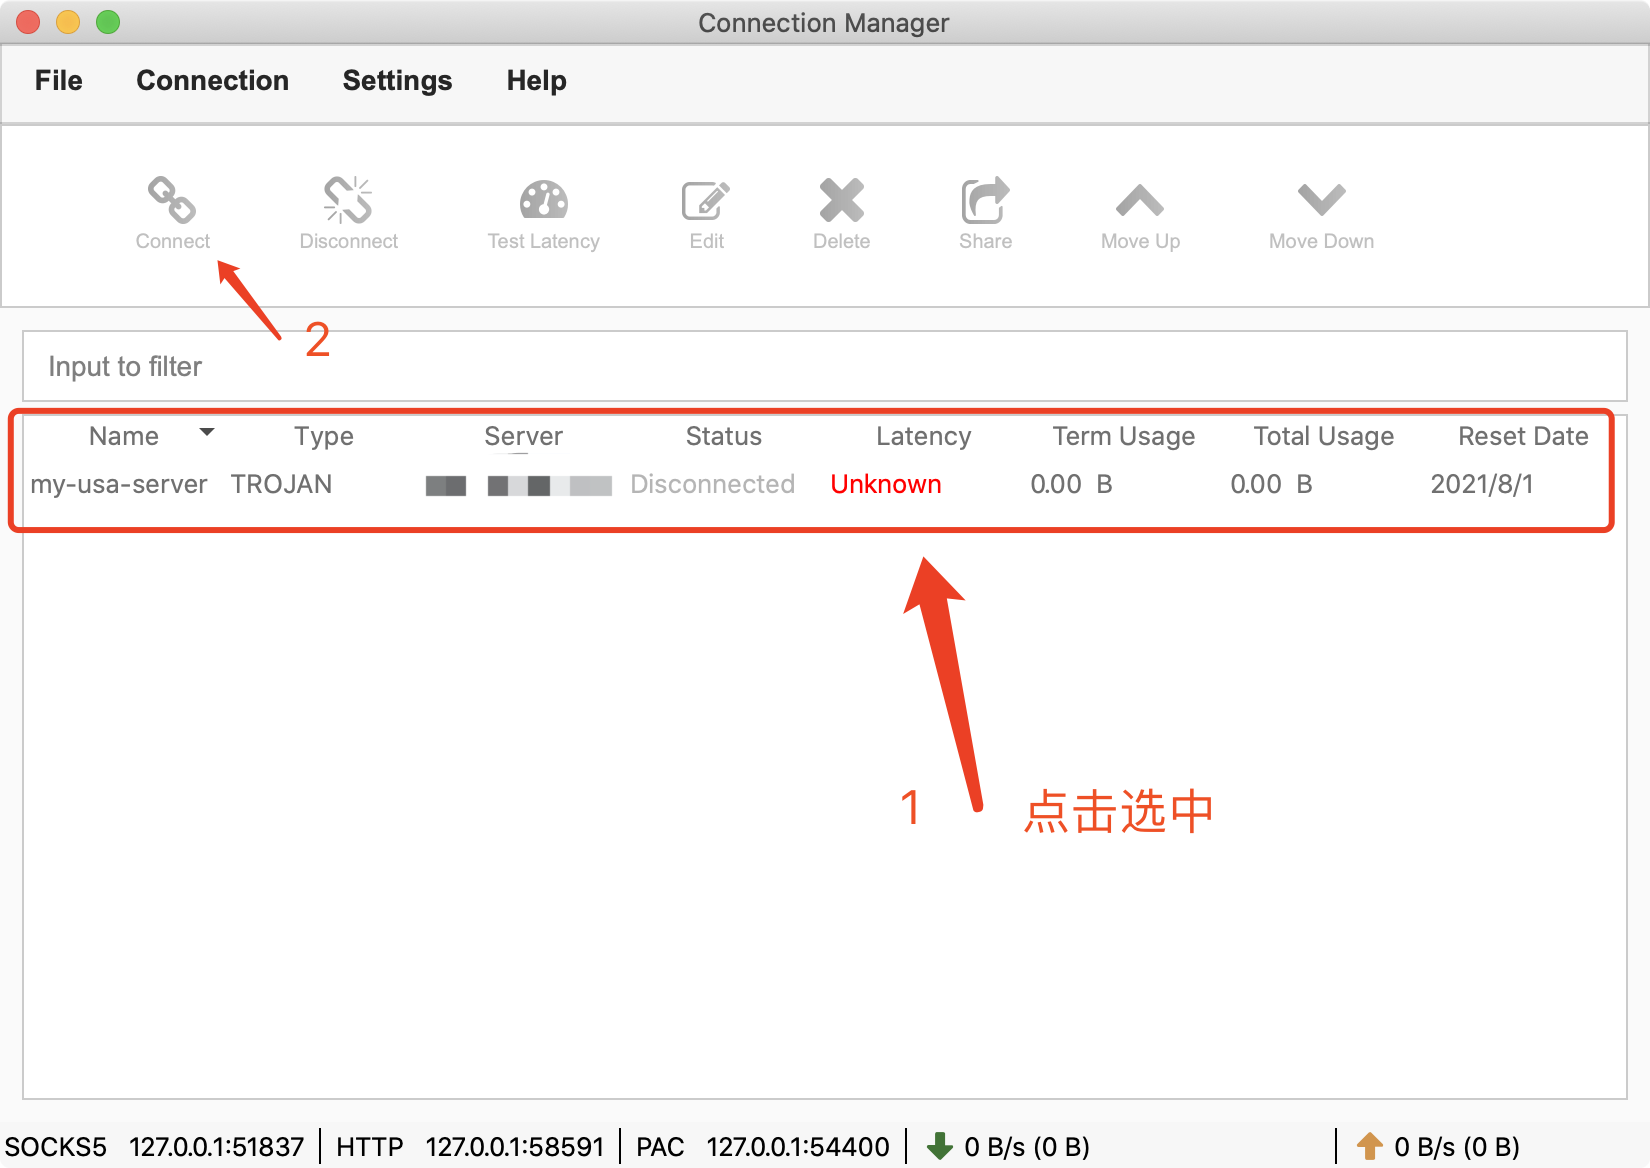 Connection Manager
File Connection Settings Help
Connect Disconnect Test Latency Edit Delete Share Move Up Move Down
2
Input to filter
Name Type Server Status Latency Term Usage Total Usage Reset Date
my-usa-server TROJAN Disconnected Unknown 0.00 B 0.00 B 2021/8/1
1 点击选中
SOCKS5 127.0.0.1:51837 HTTP 127.0.0.1:58591 PAC 127.0.0.1:54400 0 B/s (0 B) 0 B/s (0 B)